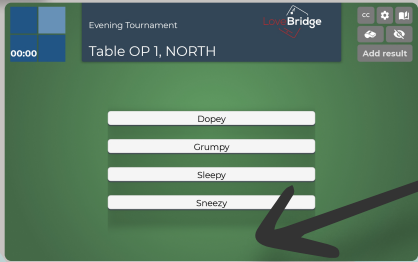 Evening Tournament
LoveBridge
Table OP 1, NORTH
00:00
CC
Add result
Dopey
Grumpy
Sleepy
Sneezy